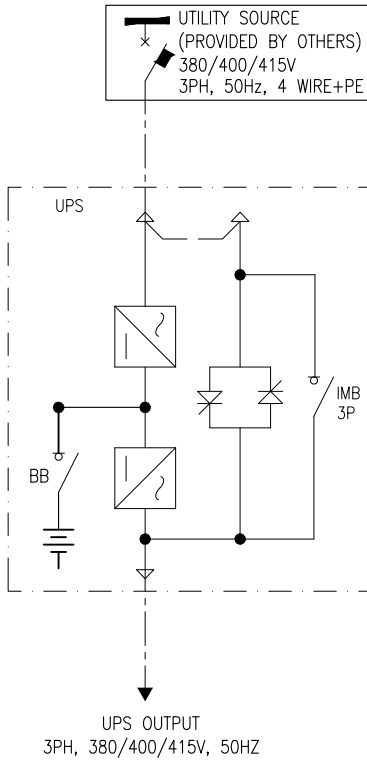 UTILITY SOURCE
(PROVIDED BY OTHERS)
380/400/415V
3PH, 50Hz, 4 WIRE+PE
UPS
IMB
3P
BB
UPS OUTPUT
3PH, 380/400/415V, 50HZ